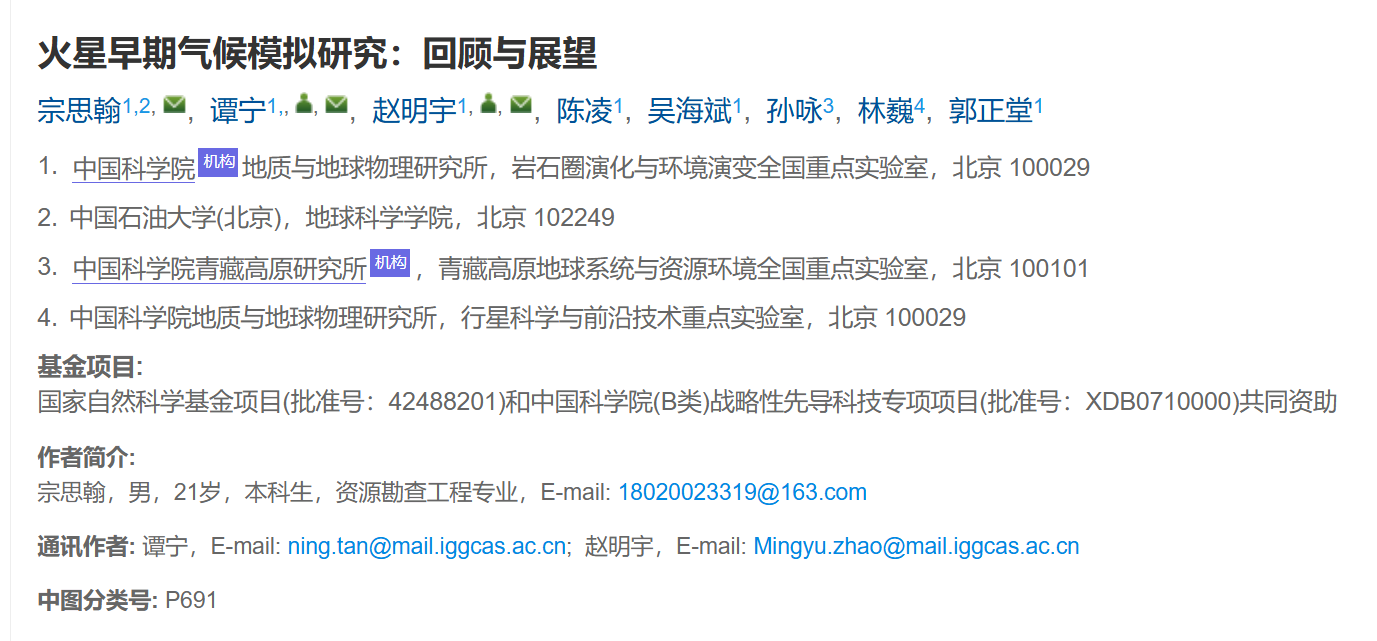 火星早期气候模拟研究：回顾与展望
宗思翰1,2, , 谭宁1,, , , 赵明宇1, , , 陈凌1, 吴海斌1, 孙咏3, 林巍4, 郭正堂1
1. 中国科学院 机构 地质与地球物理研究所，岩石圈演化与环境演变全国重点实验室，北京 100029
2. 中国石油大学(北京)，地球科学学院，北京 102249
3. 中国科学院青藏高原研究所 机构 ，青藏高原地球系统与资源环境全国重点实验室，北京 100101
4. 中国科学院地质与地球物理研究所，行星科学与前沿技术重点实验室，北京 100029
基金项目:
国家自然科学基金项目(批准号：42488201)和中国科学院(B类)战略性先导科技专项项目(批准号：XDB0710000)共同资助
作者简介:
宗思翰，男，21岁，本科生，资源勘查工程专业，E-mail: 18020023319@163.com
通讯作者: 谭宁，E-mail: ning.tan@mail.iggcas.ac.cn; 赵明宇，E-mail: Mingyu.zhao@mail.iggcas.ac.cn
中图分类号: P691